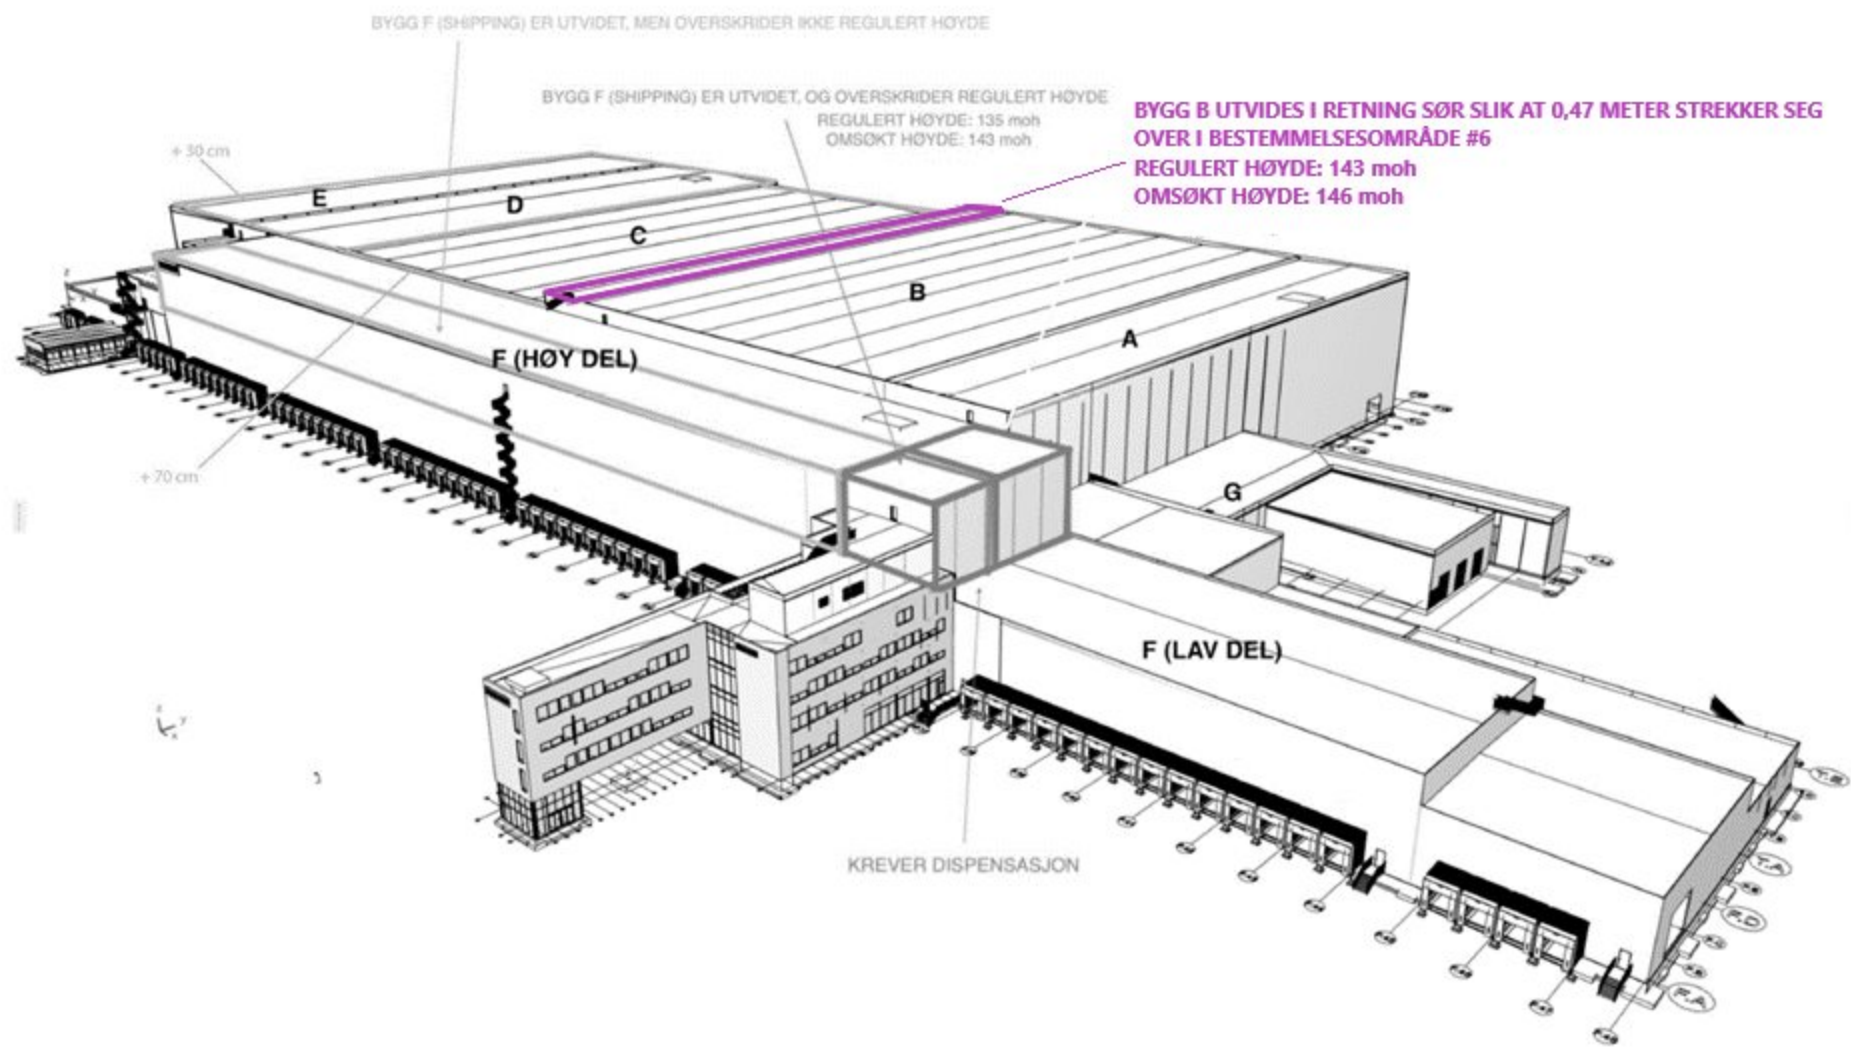 BYGG F (SHIPPING) ER UTVIDET, MEN OVERSKRIDER IKKE REGULERT HØYDE
BYGG F (SHIPPING) ER UTVIDET, OG OVERSKRIDER REGULERT HØYDE
REGULERT HØYDE: 135 moh
OMSØKT HØYDE: 143 moh
BYGG B UTVIDES I RETNING SØR SLIK AT 0,47 METER STREKKER SEG
OVER I BESTEMMELSESOMRÅDE #6
REGULERT HØYDE: 143 moh
OMSØKT HØYDE: 146 moh
+ 30 cm
E
D
C
B
A
F (HØY DEL)
+ 70 cm
G
F (LAV DEL)
KREVER DISPENSASJON
T.B
T.A
F.D
F.A